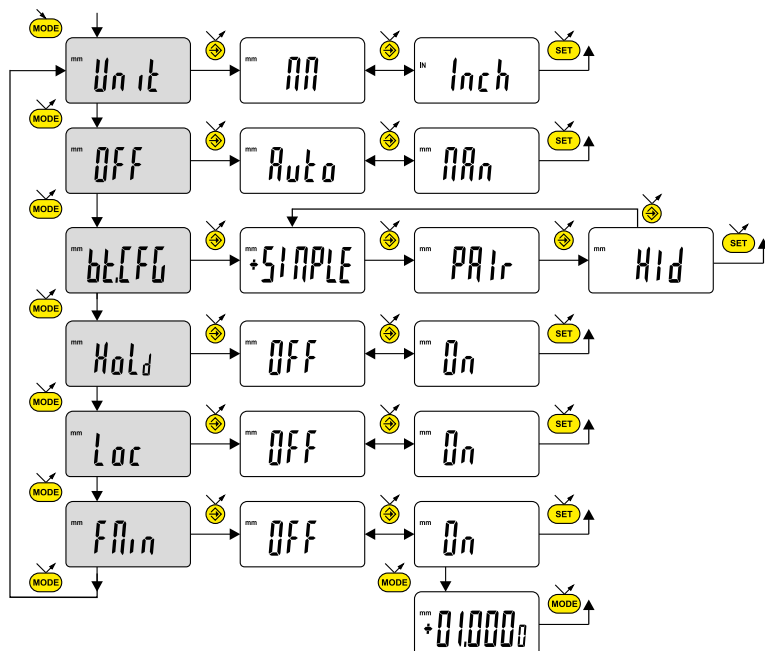 MODE
mm Unit
mm MM
IN Inch
SET
MODE
mm OFF
mm Auto
mm MAn
SET
MODE
mm bt.CFG
mm +SIMPLE
mm PAIr
mm HId
SET
MODE
mm HoLd
mm OFF
mm On
SET
MODE
mm Loc
mm OFF
mm On
SET
MODE
mm FMin
mm OFF
mm On
SET
MODE
MODE
mm +01,0000
MODE